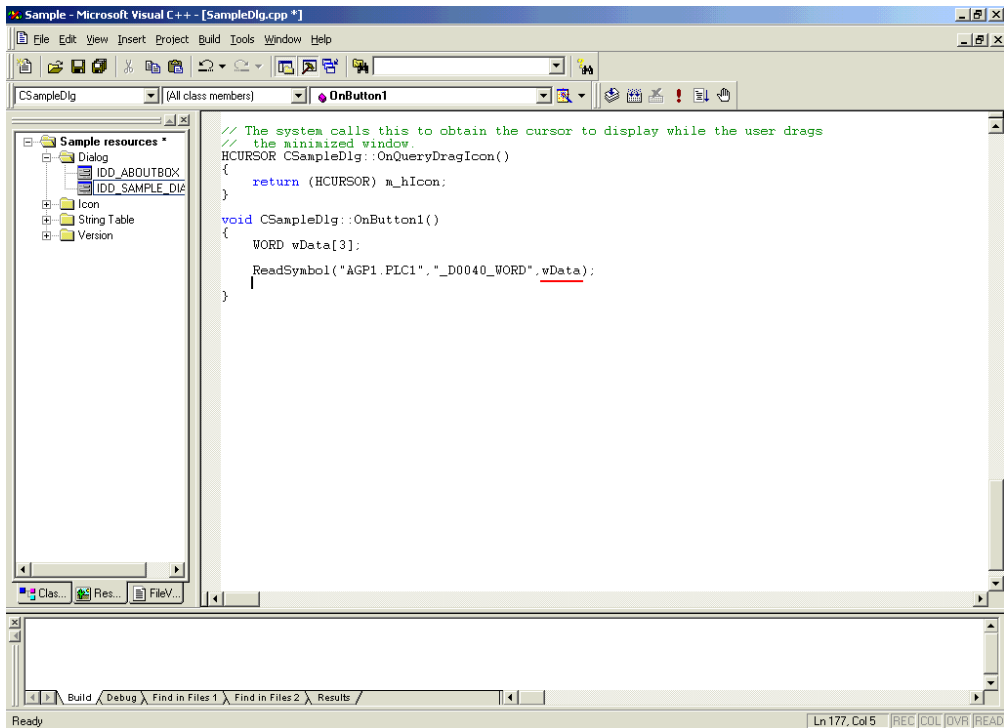 Sample - Microsoft Visual C++ - [SampleDlg.cpp *]
File Edit View Insert Project Build Tools Window Help
CSampleDlg (All class members) OnButton1
Sample resources *
Dialog
IDD_ABOUTBOX
IDD_SAMPLE_DIA
Icon
String Table
Version
// The system calls this to obtain the cursor to display while the user drags
//  the minimized window.
HCURSOR CSampleDlg::OnQueryDragIcon()
{
    return (HCURSOR) m_hIcon;
}
void CSampleDlg::OnButton1()
{
    WORD wData[3];
    ReadSymbol("AGP1.PLC1","_D0040_WORD",wData);
}
Clas... Res... FileV...
Build Debug Find in Files 1 Find in Files 2 Results
Ready Ln 177, Col 5 REC COL OVR READ